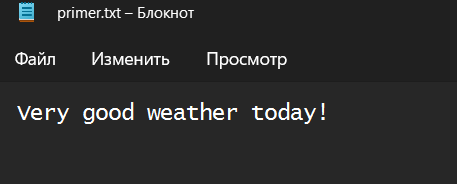 primer.txt – Блокнот
Файл Изменить Просмотр
Very good weather today!